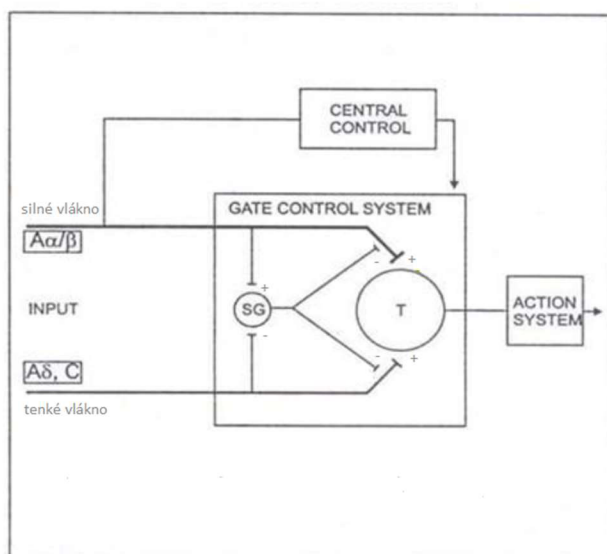 CENTRAL
CONTROL
silné vlákno
GATE CONTROL SYSTEM
Aα/β
- +
+
INPUT
SG
T
ACTION
SYSTEM
-
- +
Aδ, C
tenké vlákno